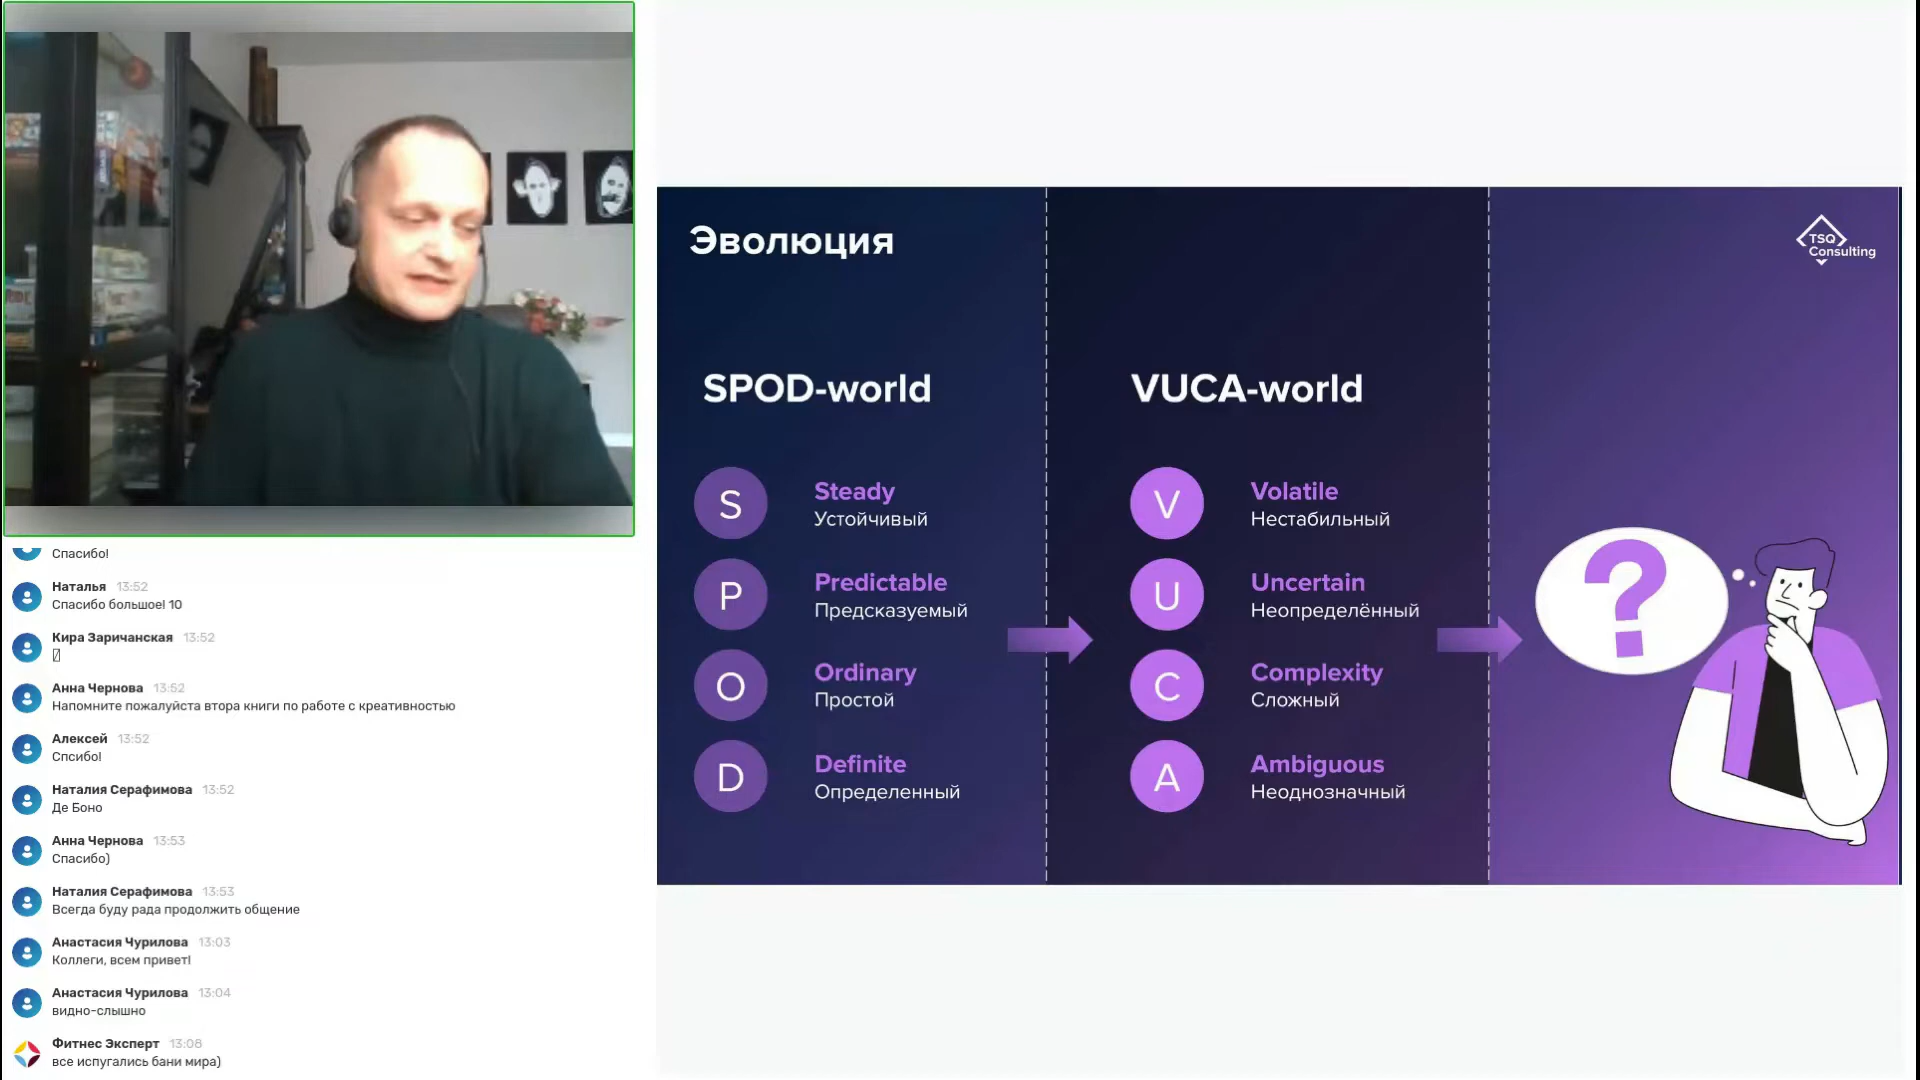 Спасибо!
Наталья 13:52
Спасибо большое! 10
Кира Заричанская 13:52
Анна Чернова 13:52
Напомните пожалуйста втора книги по работе с креативностью
Алексей 13:52
Спсибо!
Наталия Серафимова 13:52
Де Боно
Анна Чернова 13:53
Спасибо)
Наталия Серафимова 13:53
Всегда буду рада продолжить общение
Анастасия Чурилова 13:03
Коллеги, всем привет!
Анастасия Чурилова 13:04
видно-слышно
Фитнес Эксперт 13:08
все испугались бани мира)
Эволюция
TSQ
Consulting
SPOD-world
S
Steady
Устойчивый
P
Predictable
Предсказуемый
O
Ordinary
Простой
D
Definite
Определенный
VUCA-world
V
Volatile
Нестабильный
U
Uncertain
Неопределённый
C
Complexity
Сложный
A
Ambiguous
Неоднозначный
?